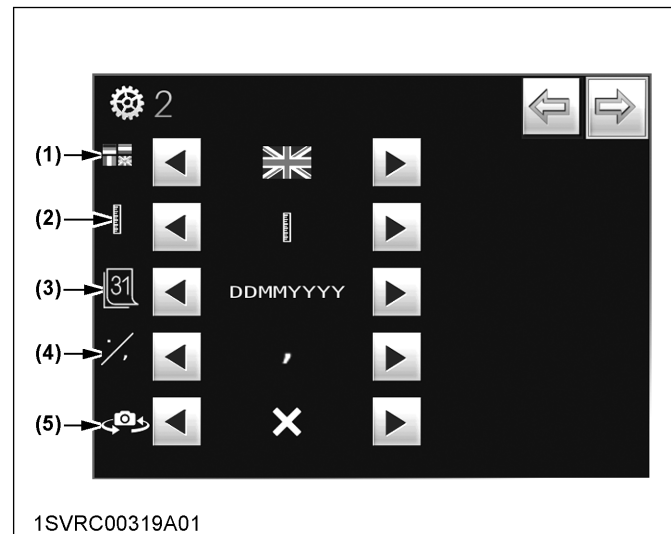 2
(1)
(2)
(3) 31 DDMMYYYY
(4) ./, ,
(5)
1SVRC00319A01